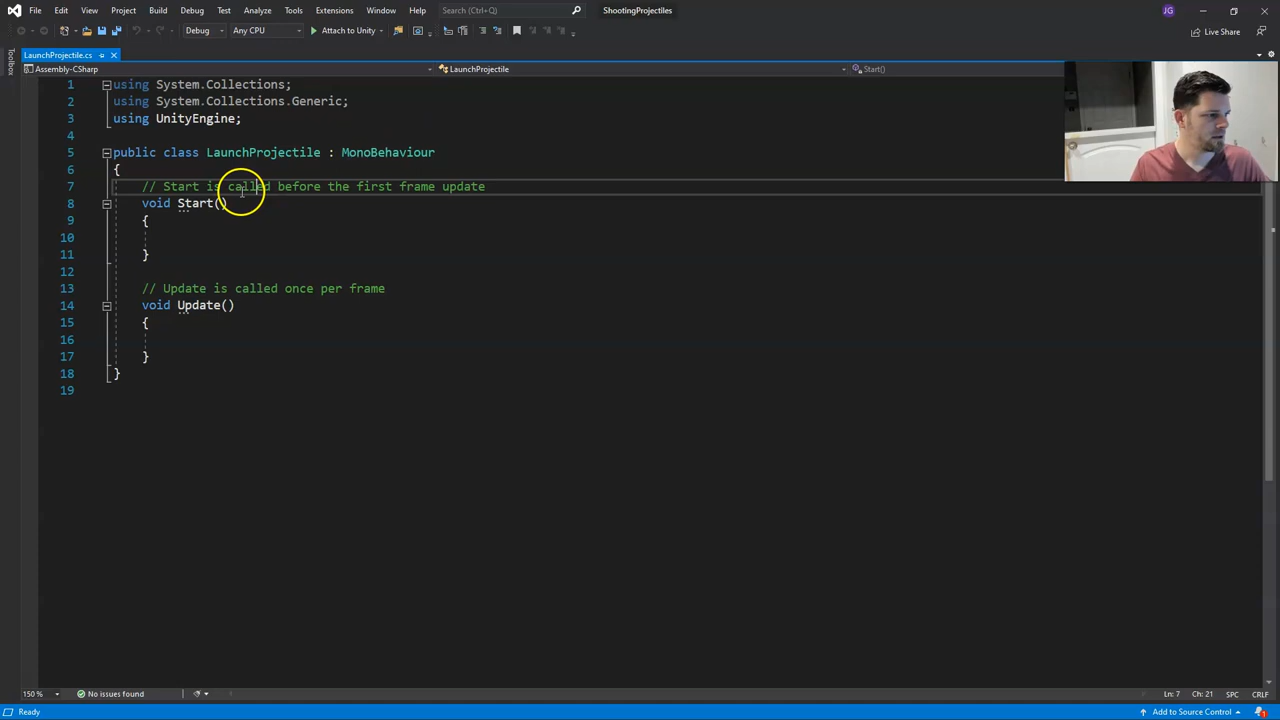 File Edit View Project Build Debug Test Analyze Tools Extensions Window Help Search (Ctrl+Q) ShootingProjectiles JG
Debug Any CPU Attach to Unity Live Share
Toolbox
LaunchProjectile.cs
Assembly-CSharp LaunchProjectile Start()
1 using System.Collections;
2 using System.Collections.Generic;
3 using UnityEngine;
4
5 public class LaunchProjectile : MonoBehaviour
6 {
7 // Start is called before the first frame update
8 void Start()
9 {
10
11 }
12
13 // Update is called once per frame
14 void Update()
15 {
16
17 }
18 }
19
150 % No issues found Ln: 7 Ch: 21 SPC CRLF
Ready Add to Source Control 1